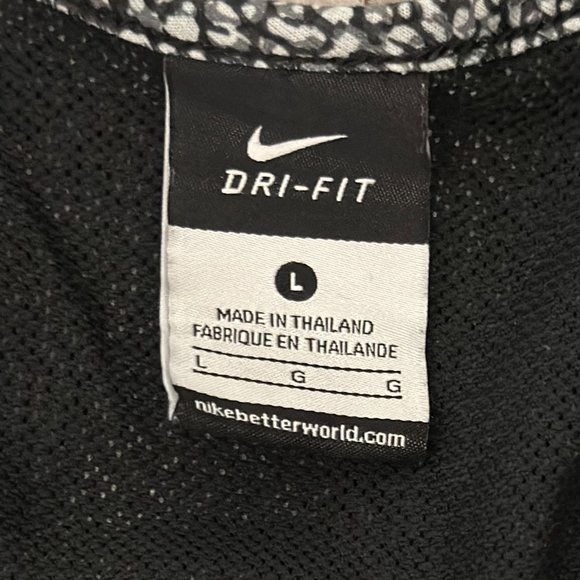 DRI-FIT
L
MADE IN THAILAND
FABRIQUE EN THAILANDE
L G G
nikebetterworld.com